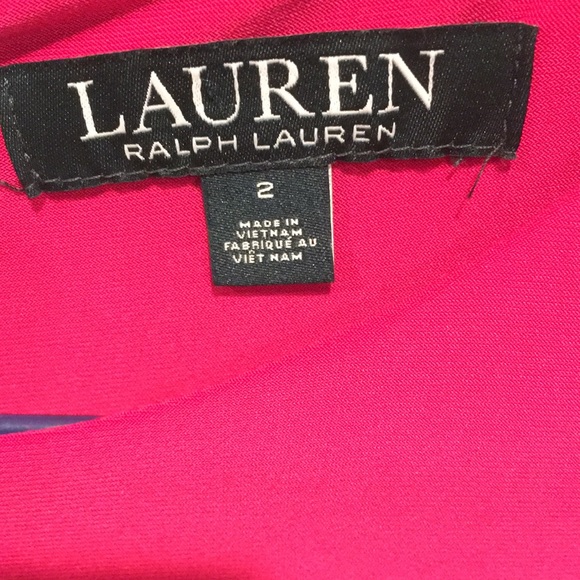 LAUREN
RALPH LAUREN
2
MADE IN
VIETNAM
FABRIQUÉ AU
VIÊT NAM